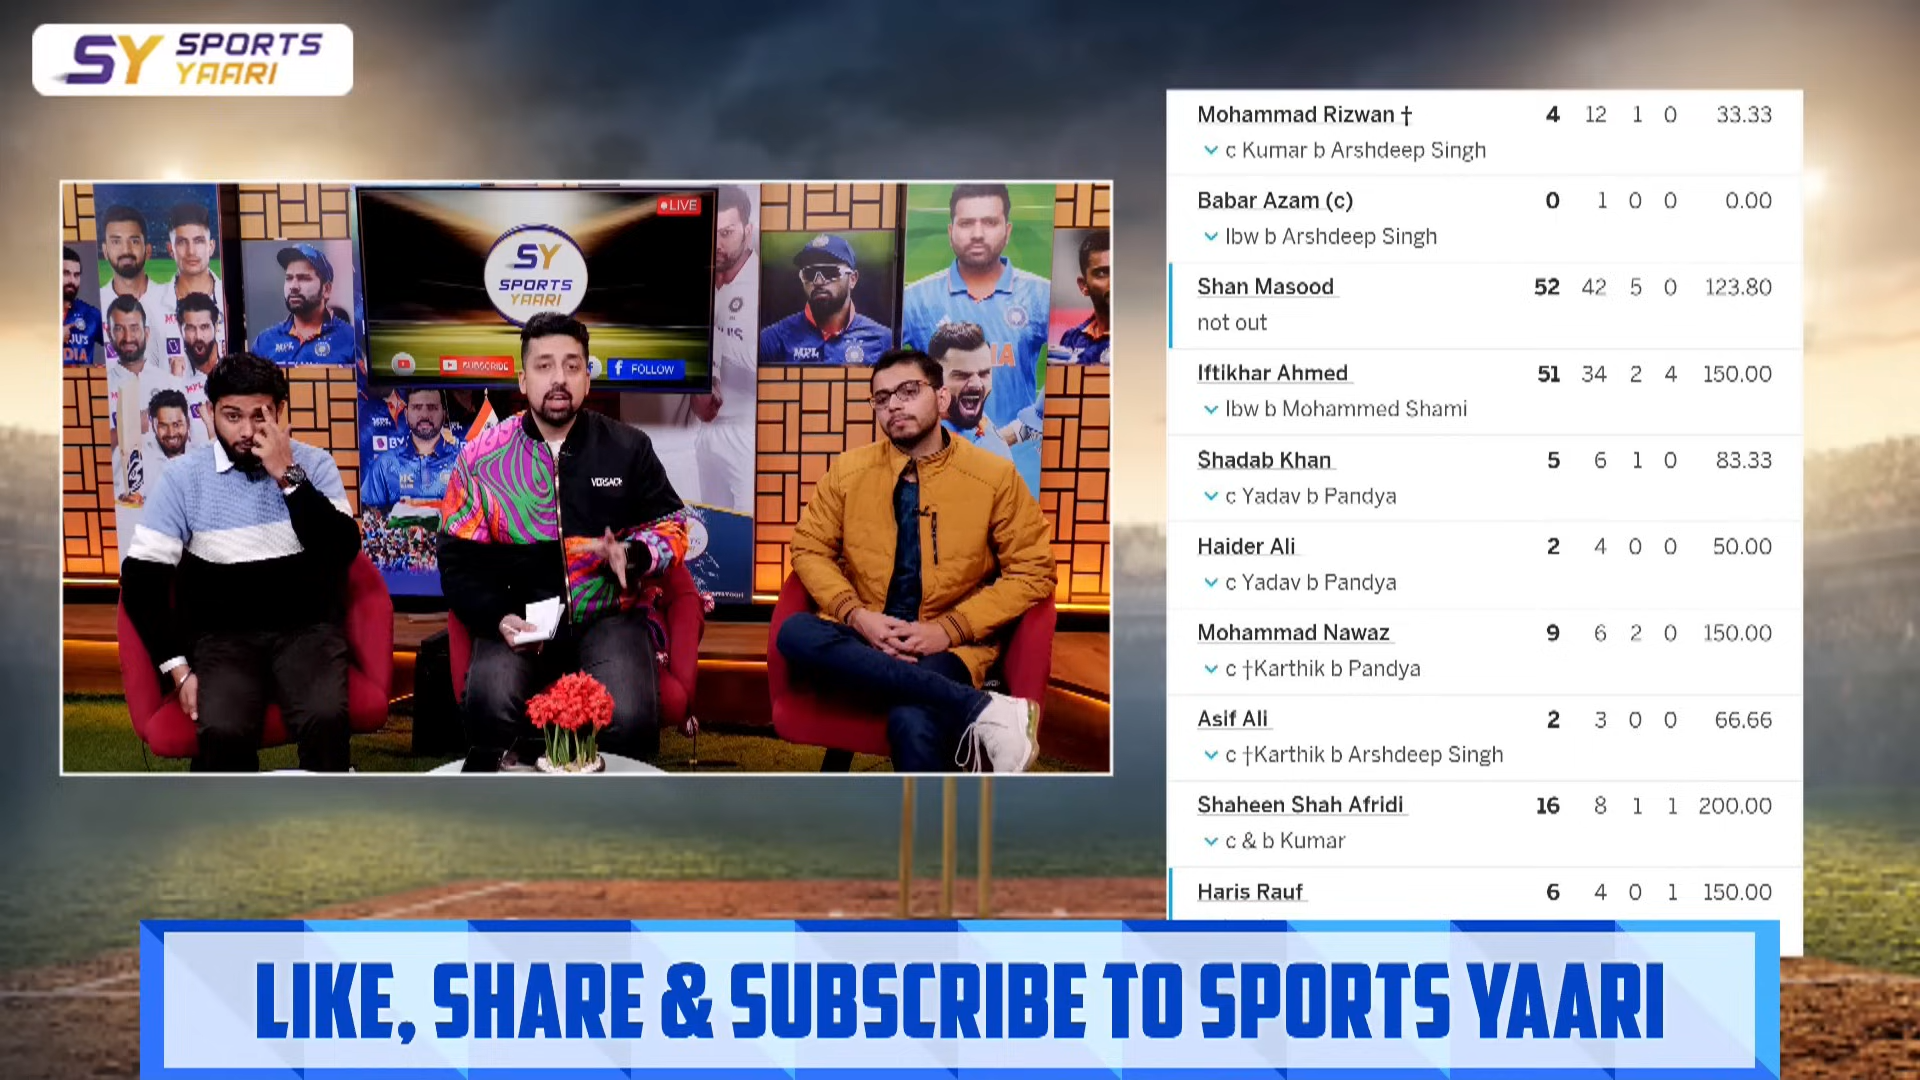 SY SPORTS
YAARI
LIVE
SY
SPORTS
YAARI
SUBSCRIBE
FOLLOW
VERSACE
Mohammad Rizwan † 4 12 1 0 33.33
c Kumar b Arshdeep Singh
Babar Azam (c) 0 1 0 0 0.00
lbw b Arshdeep Singh
Shan Masood 52 42 5 0 123.80
not out
Iftikhar Ahmed 51 34 2 4 150.00
lbw b Mohammed Shami
Shadab Khan 5 6 1 0 83.33
c Yadav b Pandya
Haider Ali 2 4 0 0 50.00
c Yadav b Pandya
Mohammad Nawaz 9 6 2 0 150.00
c †Karthik b Pandya
Asif Ali 2 3 0 0 66.66
c †Karthik b Arshdeep Singh
Shaheen Shah Afridi 16 8 1 1 200.00
c & b Kumar
Haris Rauf 6 4 0 1 150.00
LIKE, SHARE & SUBSCRIBE TO SPORTS YAARI